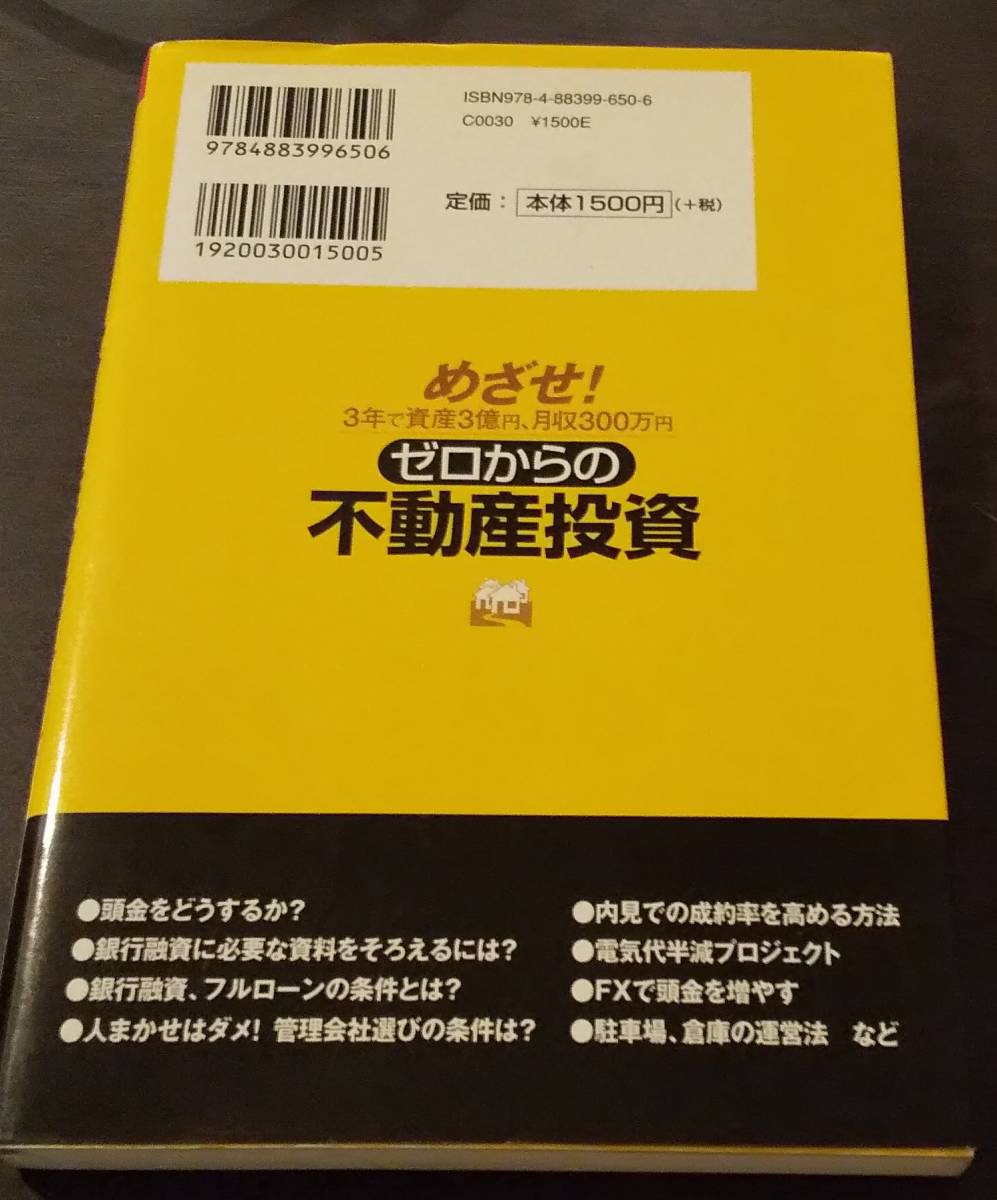 ISBN978-4-88399-650-6
C0030 ¥1500E
9784883996506
定価：本体1500円(+税)
1920030015005
めざせ!
3年で資産3億円、月収300万円
ゼロからの
不動産投資
●頭金をどうするか?
●銀行融資に必要な資料をそろえるには?
●銀行融資、フルローンの条件とは?
●人まかせはダメ! 管理会社選びの条件は?
●内見での成約率を高める方法
●電気代半減プロジェクト
●FXで頭金を増やす
●駐車場、倉庫の運営法 など